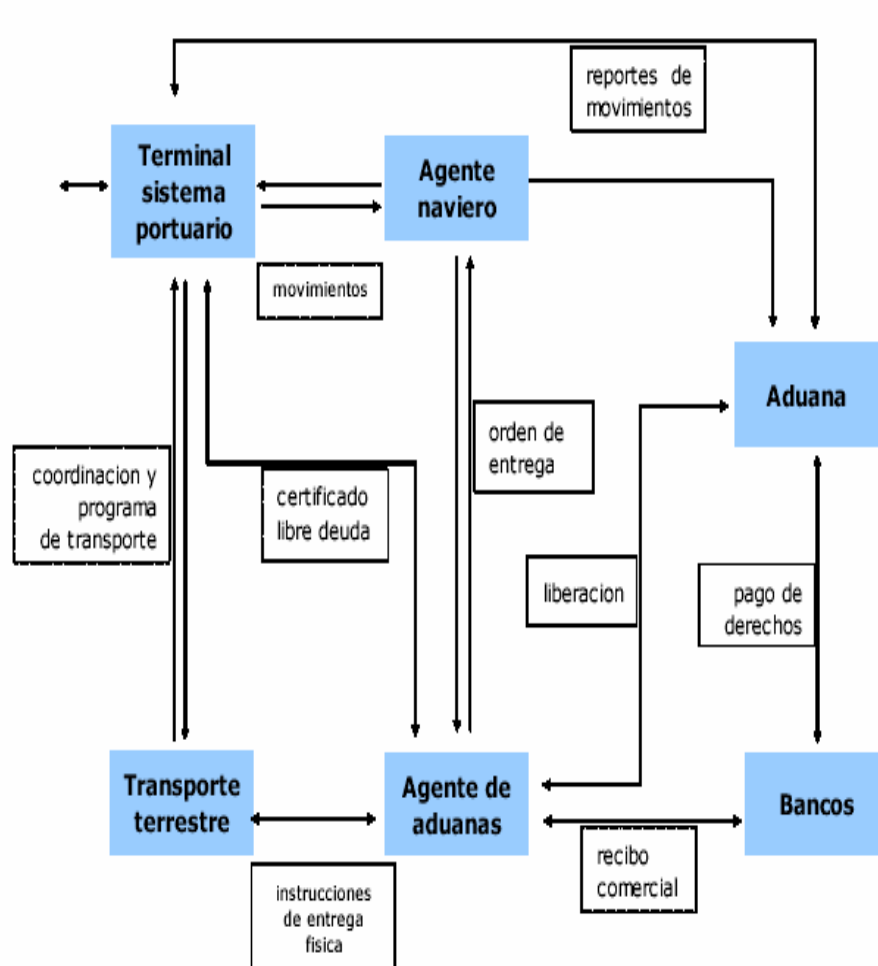 reportes de
movimientos
Terminal
sistema
portuario
Agente
naviero
movimientos
Aduana
orden de
entrega
coordinacion y
programa
de transporte
certificado
libre deuda
liberacion
pago de
derechos
Transporte
terrestre
Agente de
aduanas
Bancos
recibo
comercial
instrucciones
de entrega
fisica